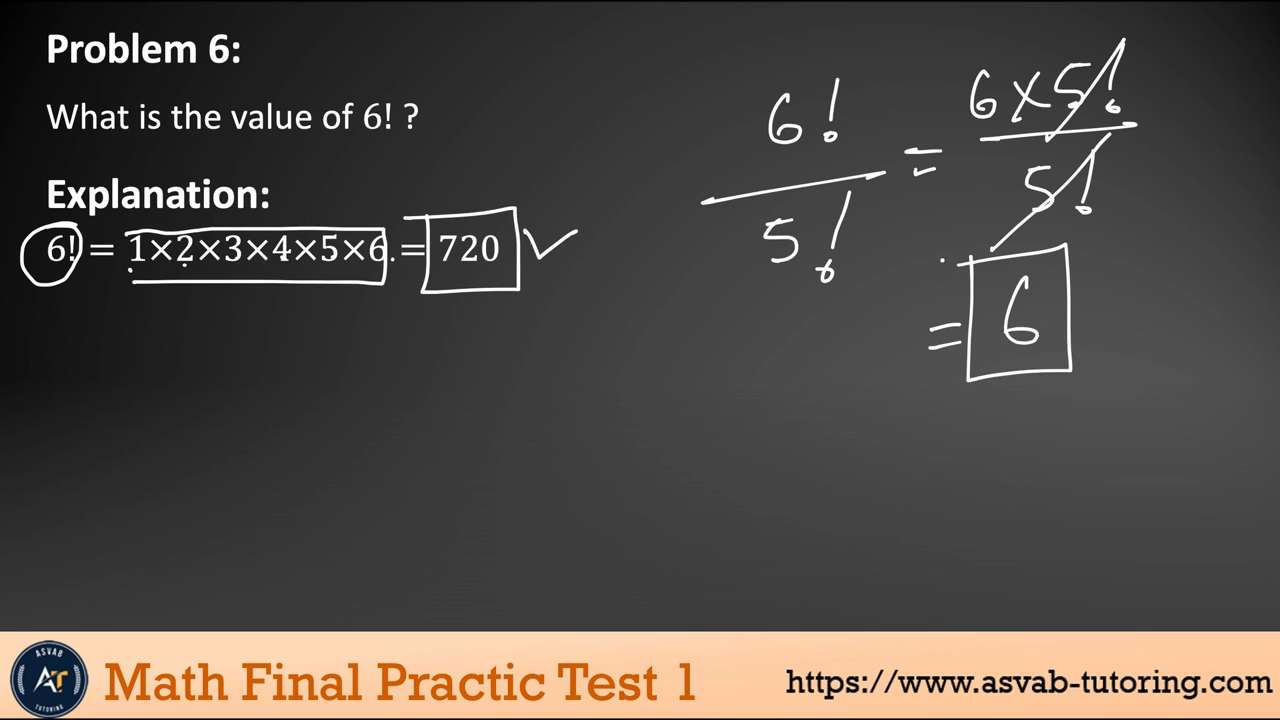 Problem 6:
What is the value of 6! ?
Explanation:
6! = 1×2×3×4×5×6 = 720
6! / 5! = 6 × 5! / 5!
= 6
ASVAB
AT
TUTORING
Math Final Practic Test 1
https://www.asvab-tutoring.com